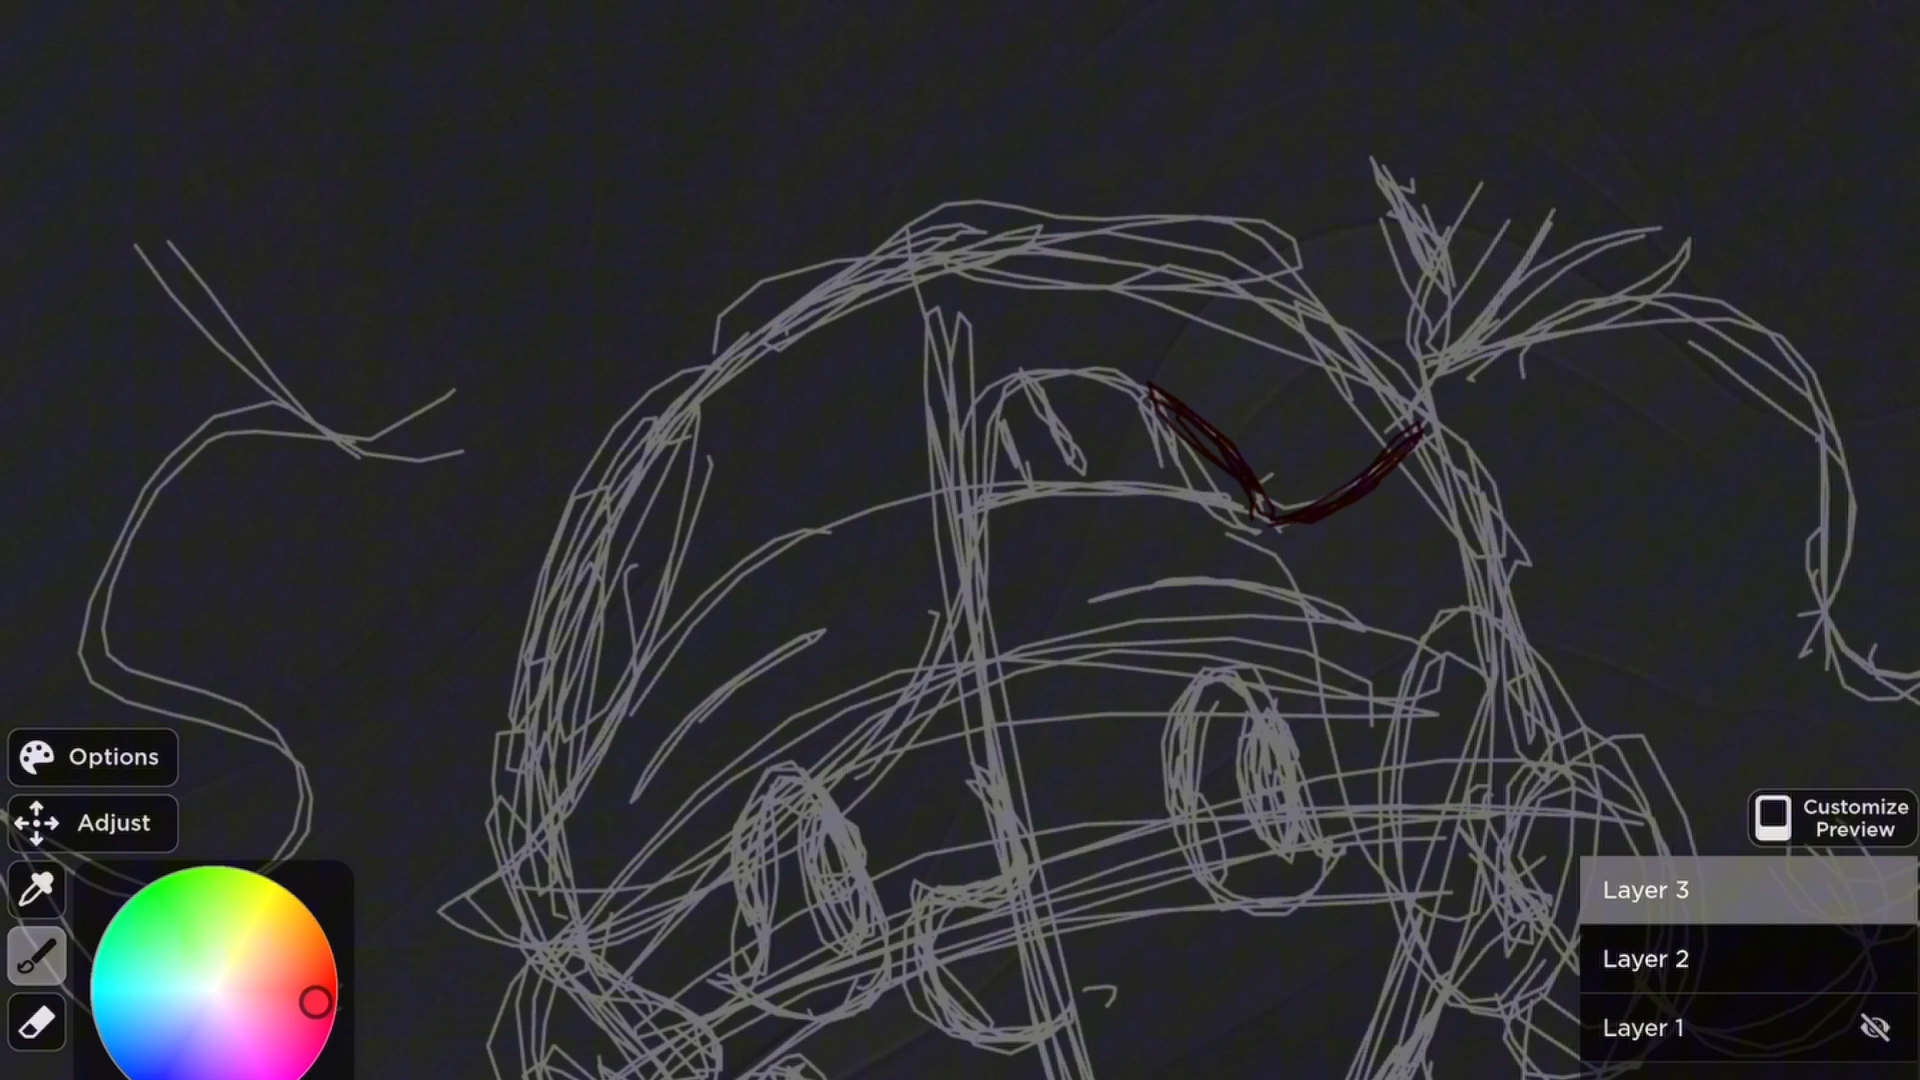 Options
Adjust
Customize
Preview
Layer 3
Layer 2
Layer 1